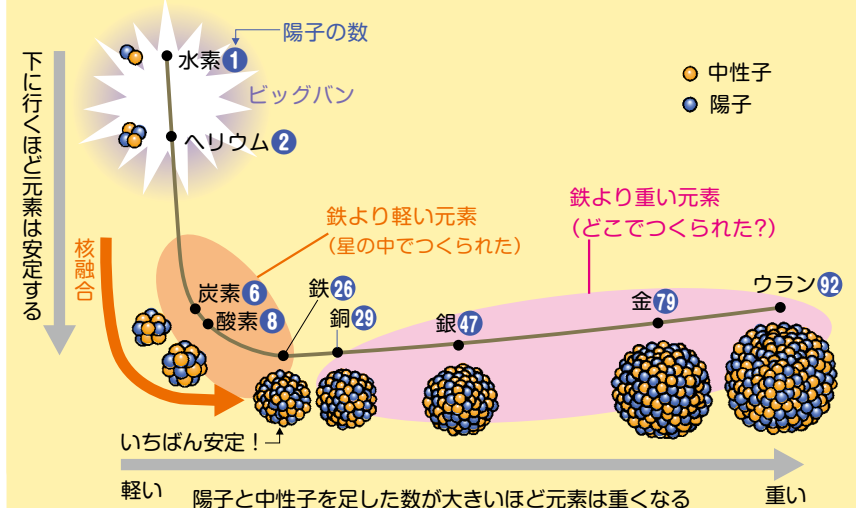 陽子の数
水素1
ビッグバン
ヘリウム2
中性子
陽子
下に行くほど元素は安定する
核融合
鉄より軽い元素
(星の中でつくられた)
鉄より重い元素
(どこでつくられた?)
炭素6
酸素8
鉄26
銅29
銀47
金79
ウラン92
いちばん安定!
軽い
陽子と中性子を足した数が大きいほど元素は重くなる
重い